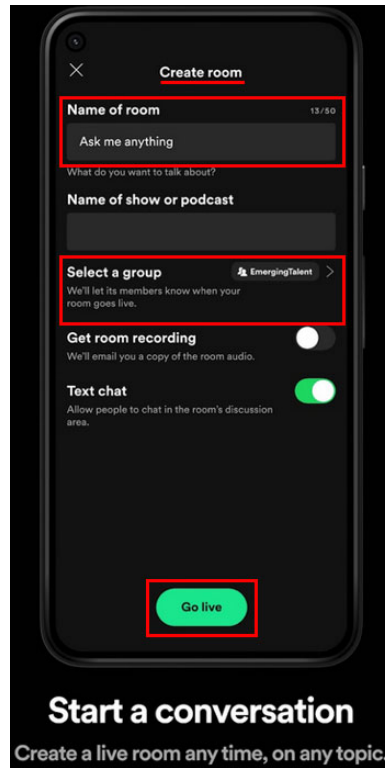 Create room
Name of room 13/50
Ask me anything
What do you want to talk about?
Name of show or podcast
Select a group EmergingTalent
We'll let its members know when your
room goes live.
Get room recording
We'll email you a copy of the room audio.
Text chat
Allow people to chat in the room's discussion
area.
Go live
Start a conversation
Create a live room any time, on any topic.